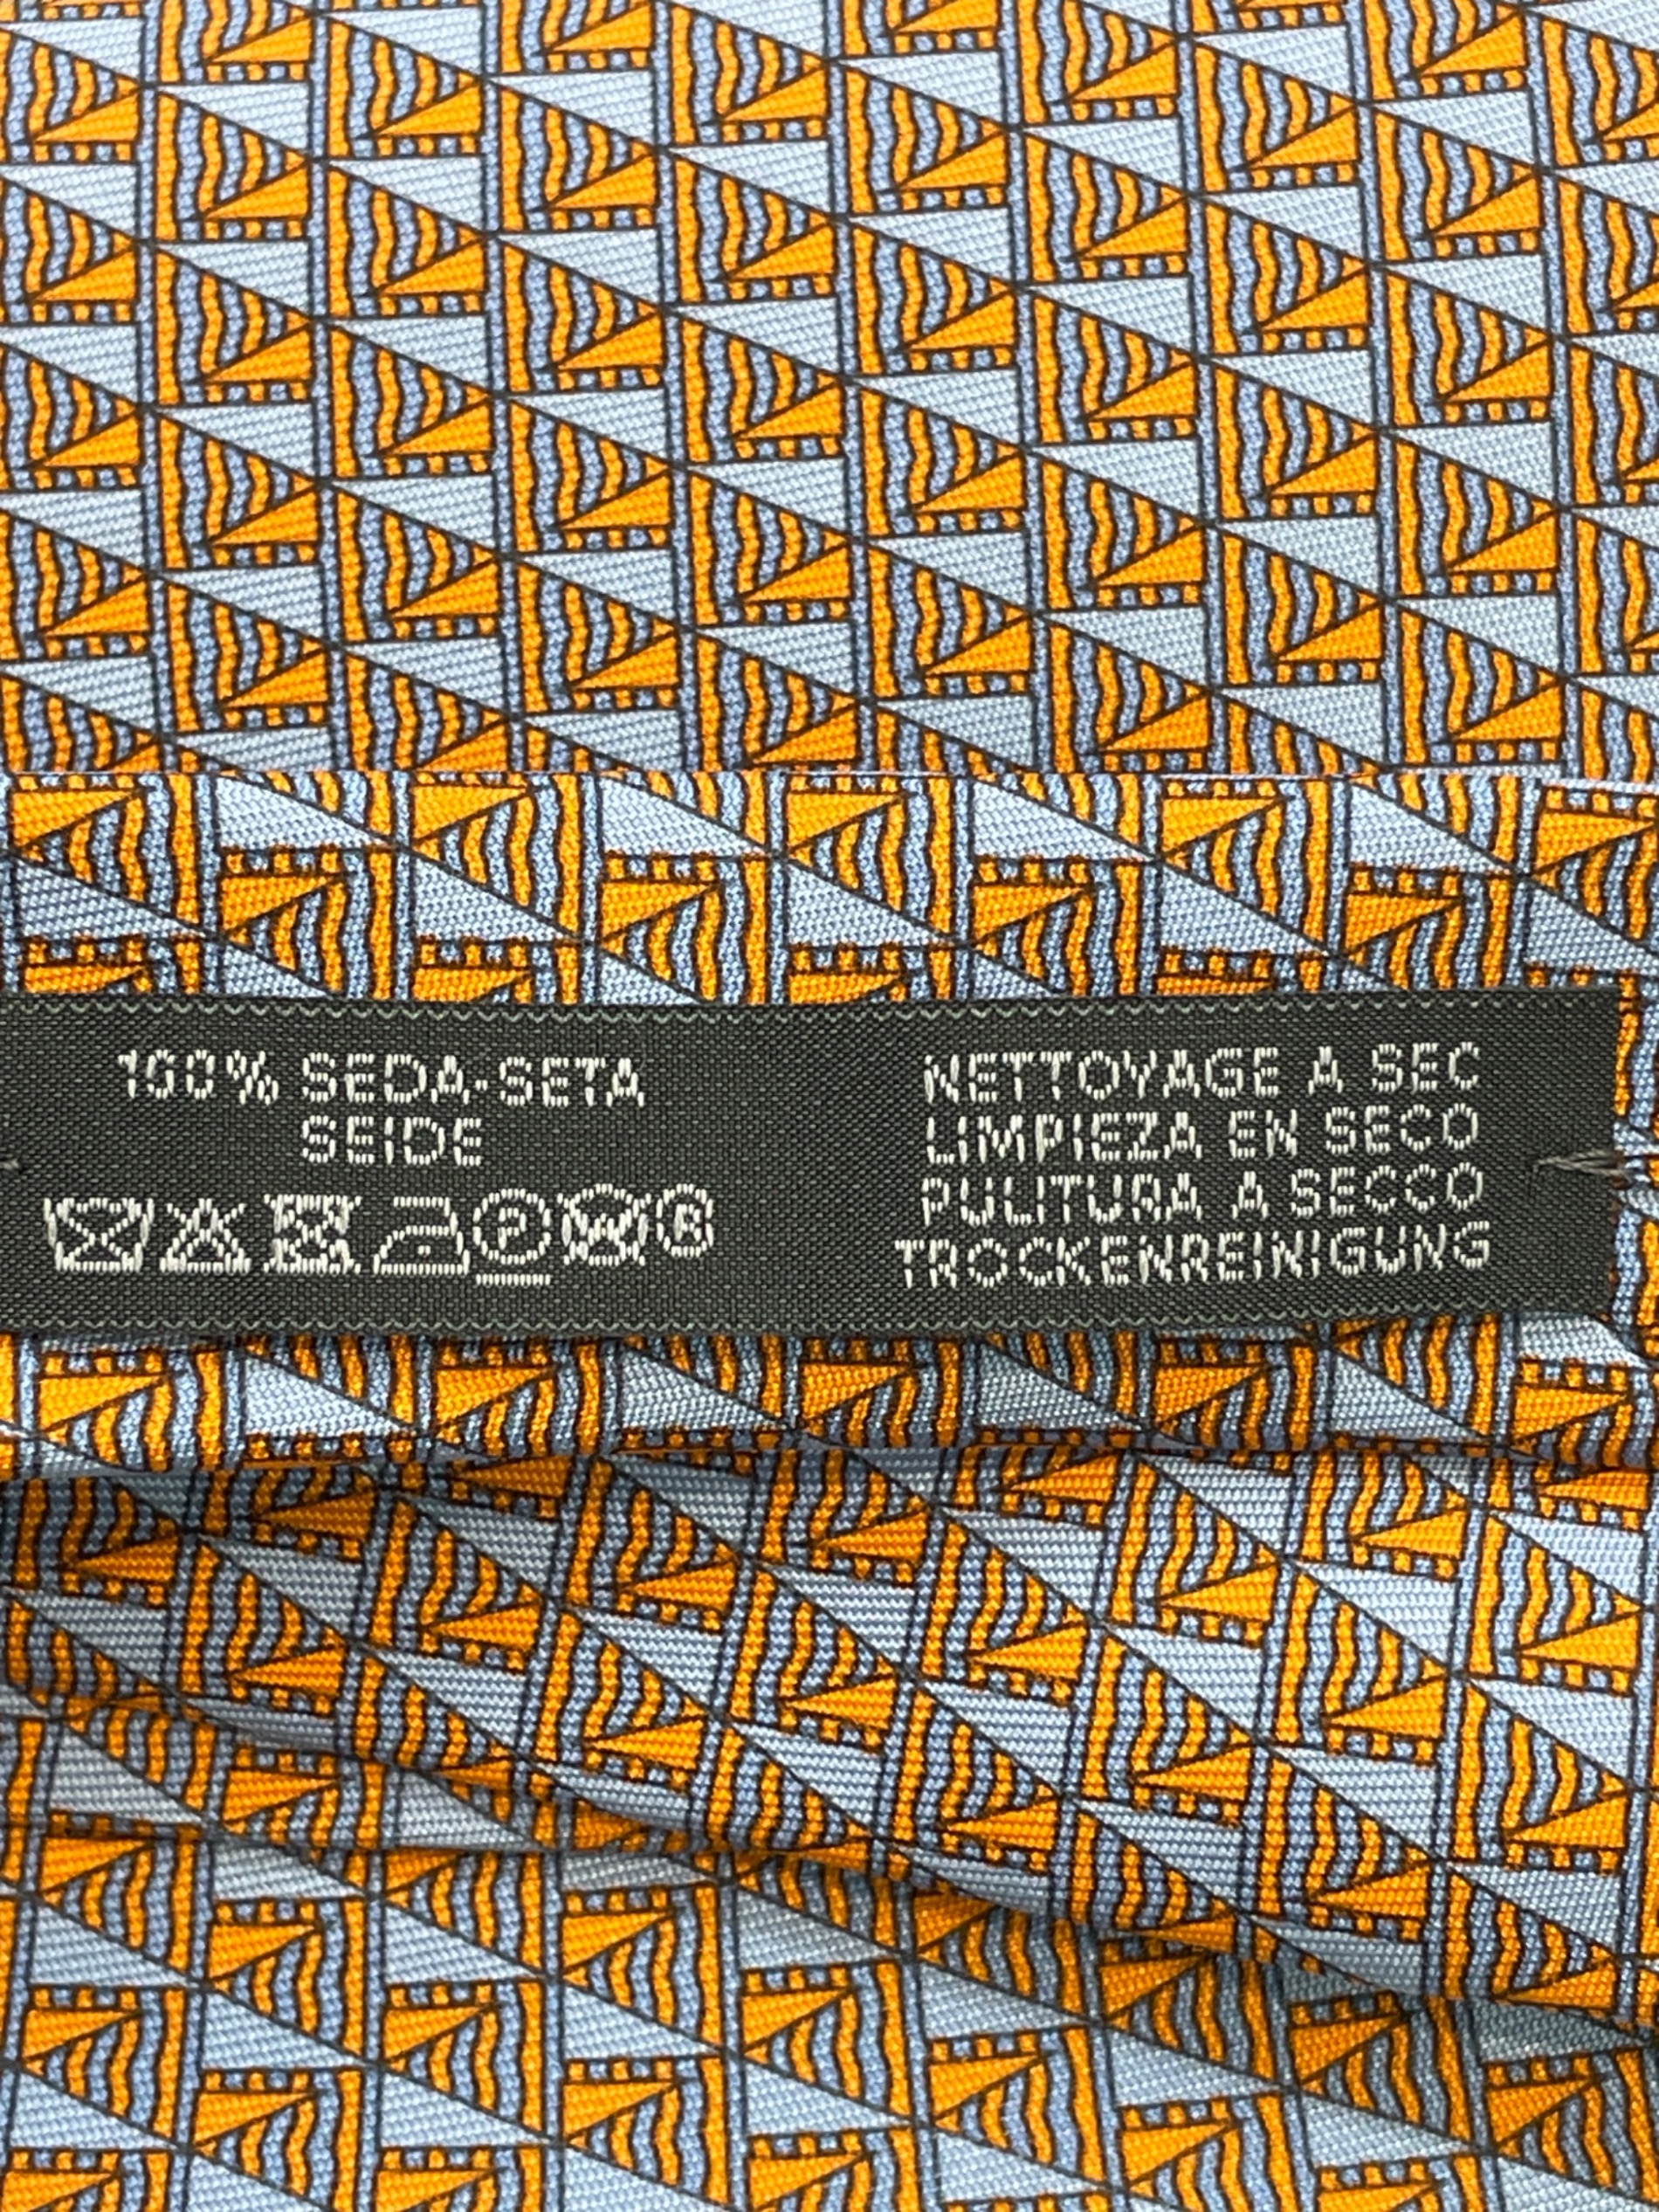 100% SEDA-SETA
SEIDE
P W R
NETTOYAGE A SEC
LIMPIEZA EN SECO
PULITURA A SECCO
TROCKENREINIGUNG